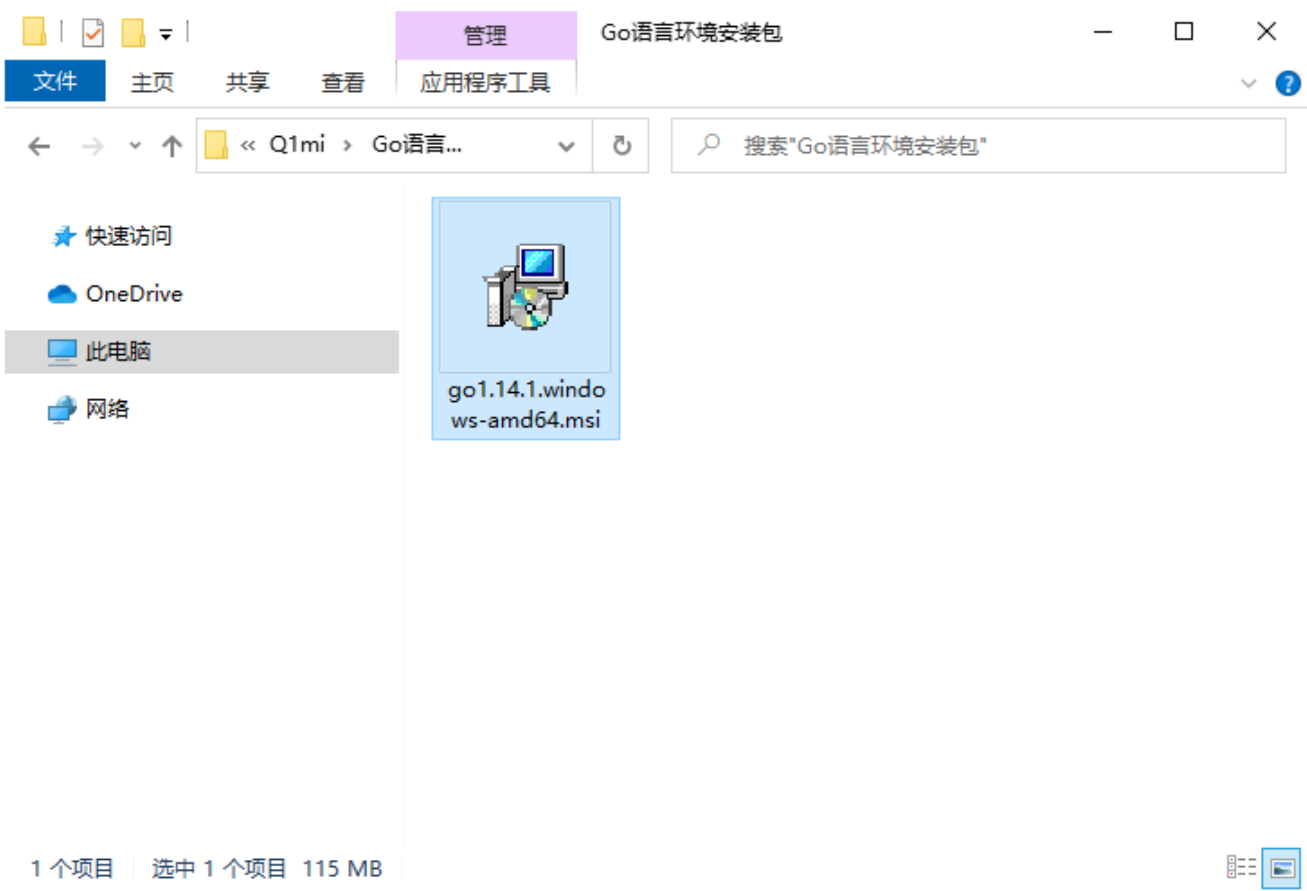 管理
Go语言环境安装包
文件
主页
共享
查看
应用程序工具
?
« Q1mi › Go语言...
搜索"Go语言环境安装包"
快速访问
OneDrive
此电脑
网络
go1.14.1.windo
ws-amd64.msi
1 个项目
选中 1 个项目 115 MB